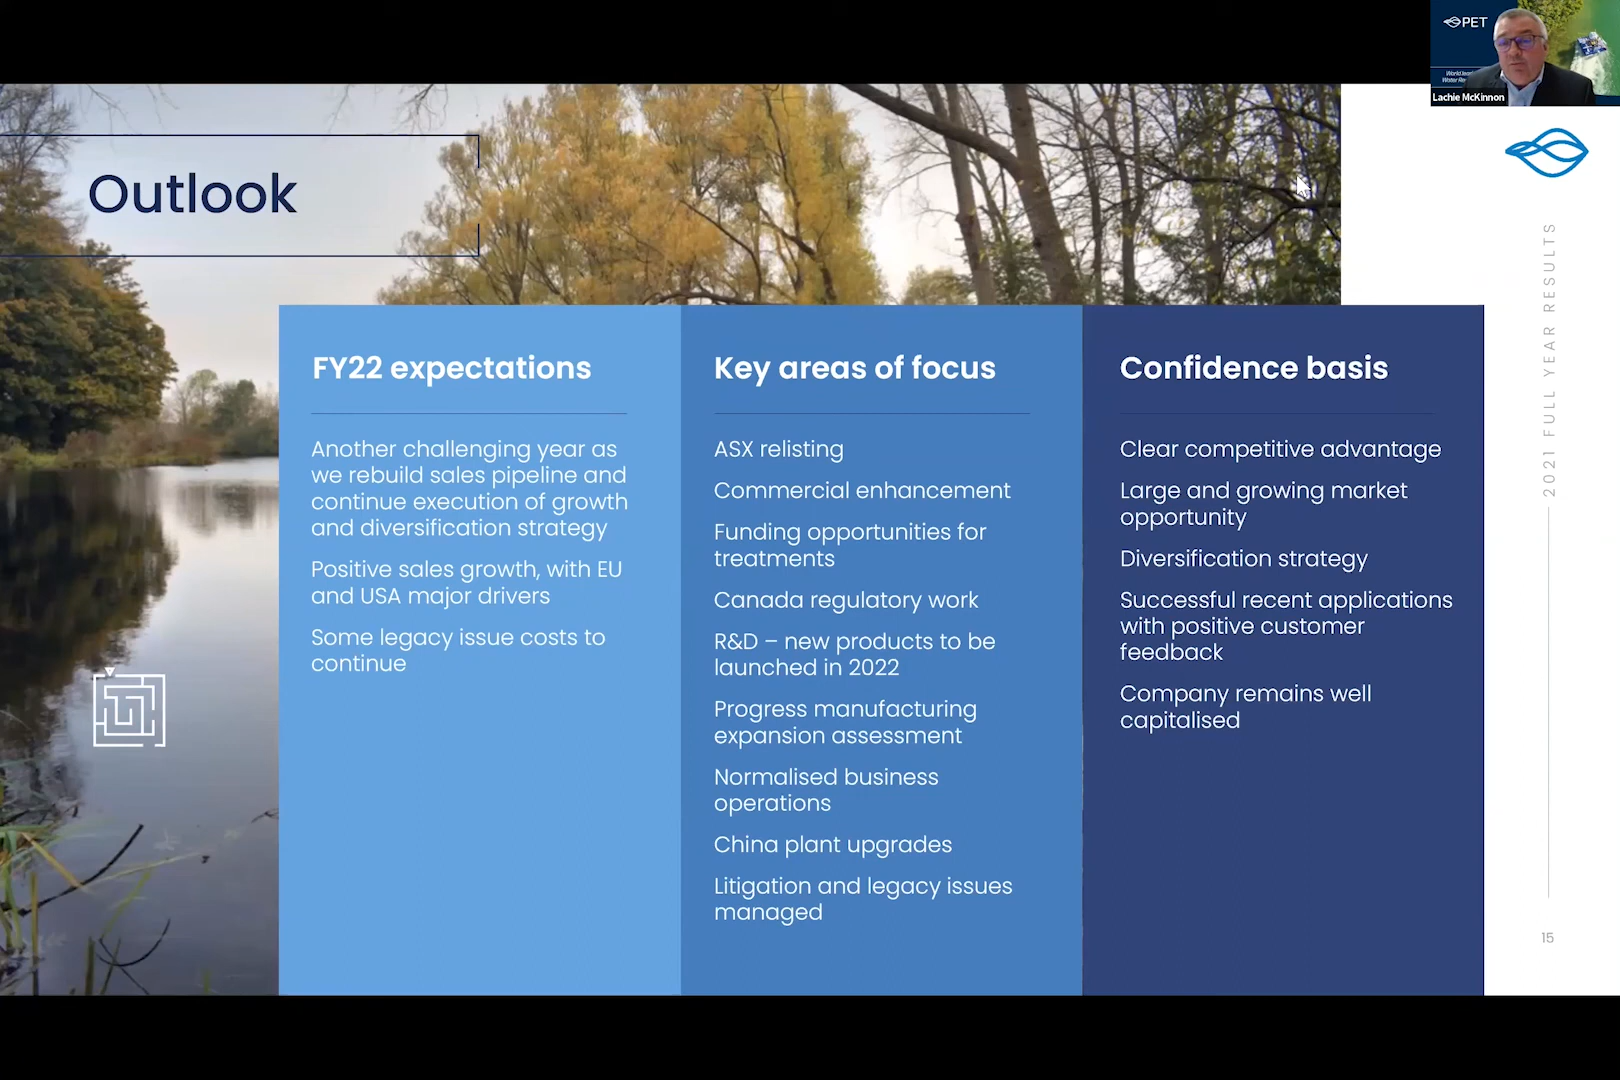 PET
Lachie McKinnon
Outlook
FY22 expectations
Another challenging year as
we rebuild sales pipeline and
continue execution of growth
and diversification strategy
Positive sales growth, with EU
and USA major drivers
Some legacy issue costs to
continue
Key areas of focus
ASX relisting
Commercial enhancement
Funding opportunities for
treatments
Canada regulatory work
R&D – new products to be
launched in 2022
Progress manufacturing
expansion assessment
Normalised business
operations
China plant upgrades
Litigation and legacy issues
managed
Confidence basis
Clear competitive advantage
Large and growing market
opportunity
Diversification strategy
Successful recent applications
with positive customer
feedback
Company remains well
capitalised
2021 FULL YEAR RESULTS
15